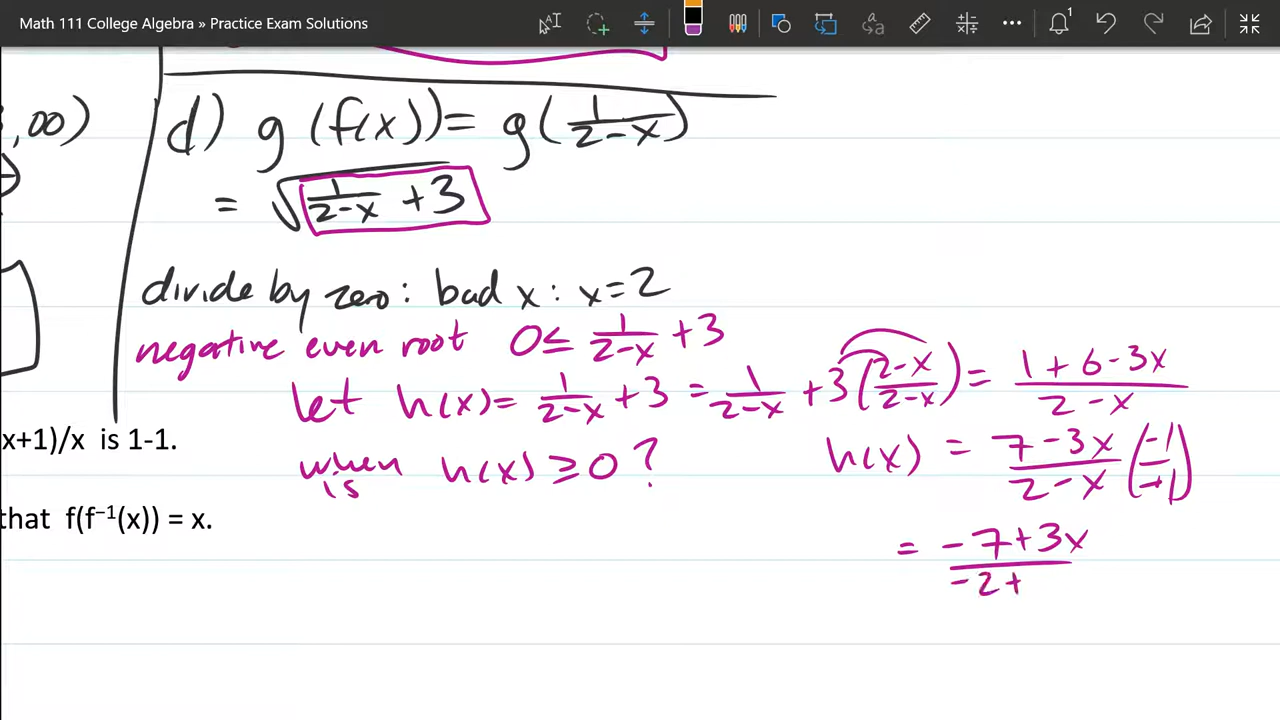 Math 111 College Algebra » Practice Exam Solutions
1
, ∞)
d) g(f(x)) = g(1/(2-x))
= √(1/(2-x) + 3)
divide by zero: bad x: x=2
negative even root 0 ≤ 1/(2-x) + 3
let h(x) = 1/(2-x) + 3 = 1/(2-x) + 3((2-x)/(2-x)) = (1+6-3x)/(2-x)
x+1)/x is 1-1.
when is h(x) ≥ 0 ?
h(x) = (7-3x)/(2-x) (-1/-1)
that f(f⁻¹(x)) = x.
= (-7+3x)/(-2+